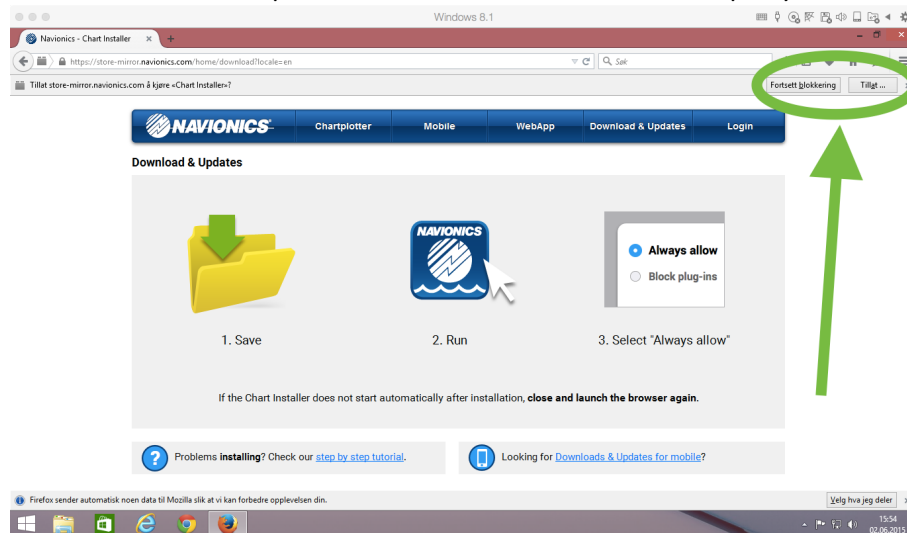 Windows 8.1
Navionics - Chart Installer
https://store-mirror.navionics.com/home/download?locale=en
Søk
Tillat store-mirror.navionics.com å kjøre «Chart Installer»?
Fortsett blokkering
Tillat ...
NAVIONICS
Chartplotter
Mobile
WebApp
Download & Updates
Login
Download & Updates
NAVIONICS
Always allow
Block plug-ins
1. Save
2. Run
3. Select "Always allow"
If the Chart Installer does not start automatically after installation, close and launch the browser again.
Problems installing? Check our step by step tutorial.
Looking for Downloads & Updates for mobile?
Firefox sender automatisk noen data til Mozilla slik at vi kan forbedre opplevelsen din.
Velg hva jeg deler
15:54
02.06.2015